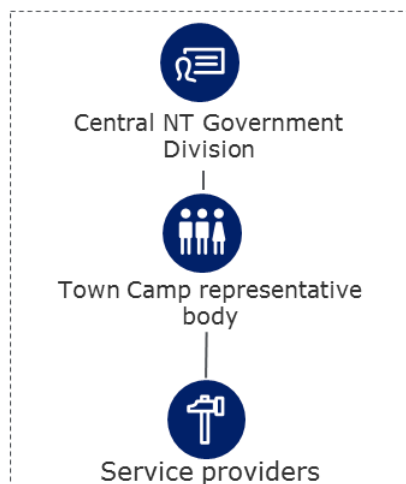 Central NT Government
Division
Town Camp representative
body
Service providers